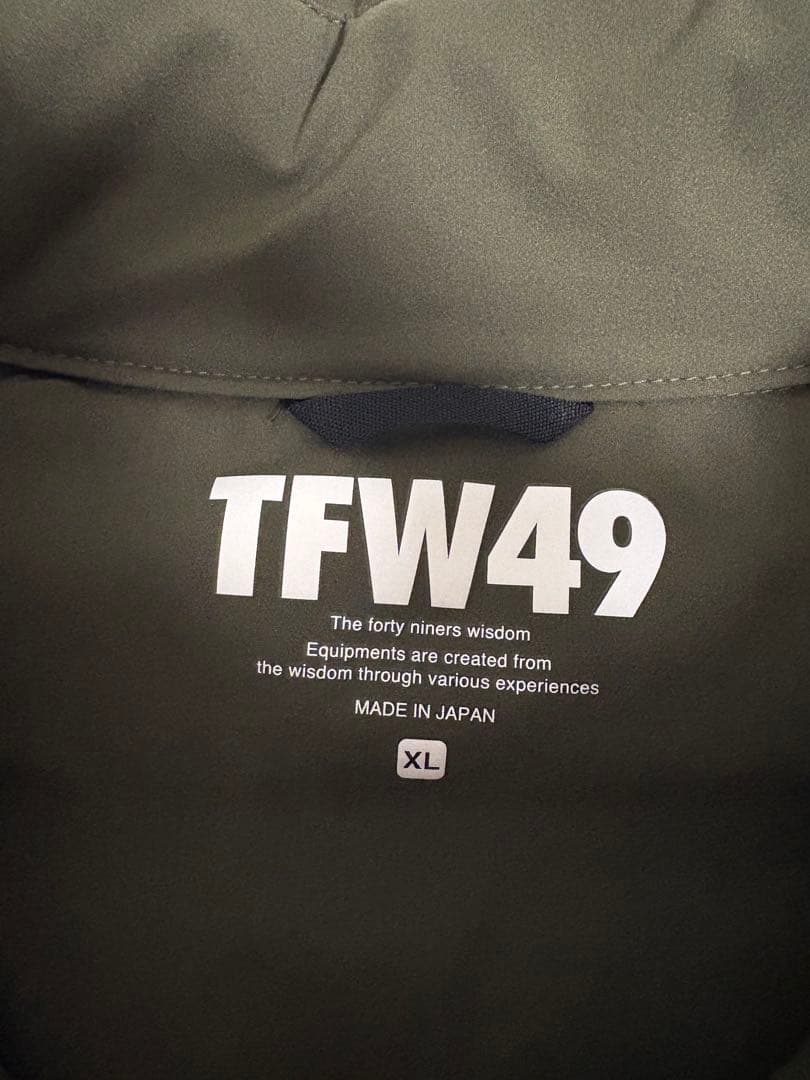 TFW49
The forty niners wisdom
Equipments are created from
the wisdom through various experiences
MADE IN JAPAN
XL